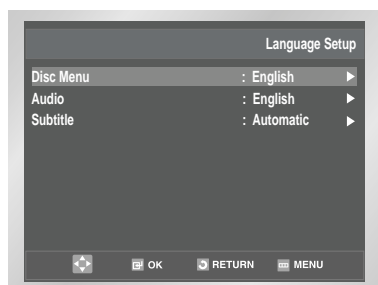 Language Setup
Disc Menu : English
Audio : English
Subtitle : Automatic
OK RETURN MENU